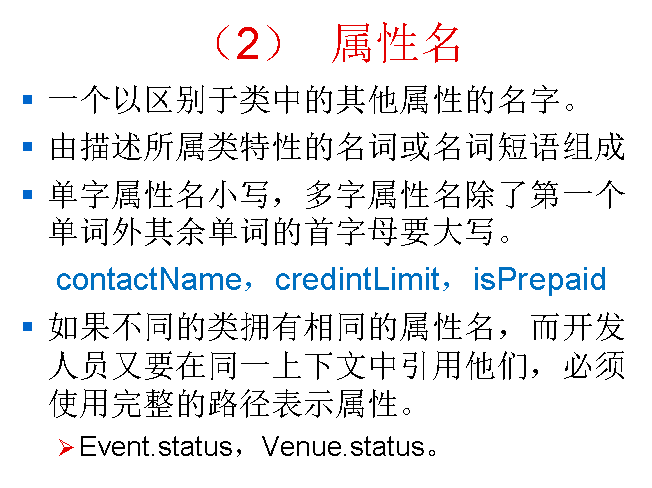 （2） 属性名
一个以区别于类中的其他属性的名字。
由描述所属类特性的名词或名词短语组成
单字属性名小写，多字属性名除了第一个
单词外其余单词的首字母要大写。
contactName，credintLimit，isPrepaid
如果不同的类拥有相同的属性名，而开发
人员又要在同一上下文中引用他们，必须
使用完整的路径表示属性。
Event.status，Venue.status。